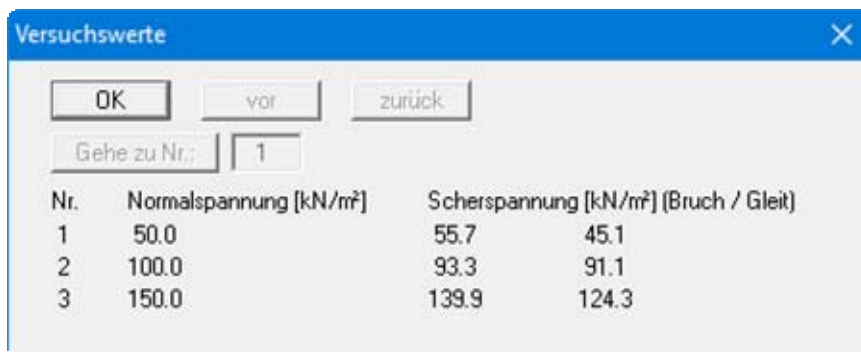 Versuchswerte
OK vor zurück
Gehe zu Nr.: 1
Nr. Normalspannung [kN/m²] Scherspannung [kN/m²] (Bruch / Gleit)
1 50.0 55.7 45.1
2 100.0 93.3 91.1
3 150.0 139.9 124.3